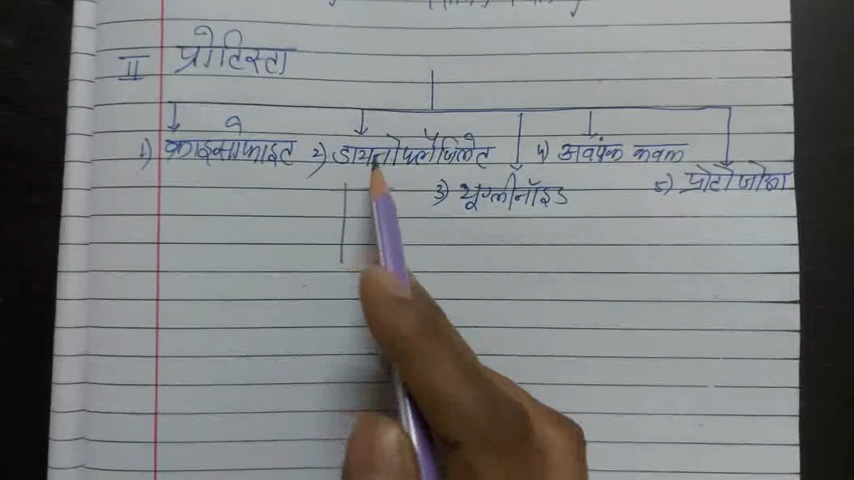 II प्रोटिस्टा
1) क्राइसोफाइट 2) डायनोफ्लैजिलेट 4) अवपंक कवक
3) यूग्लीनॉइड 5) प्रोटोजोआ